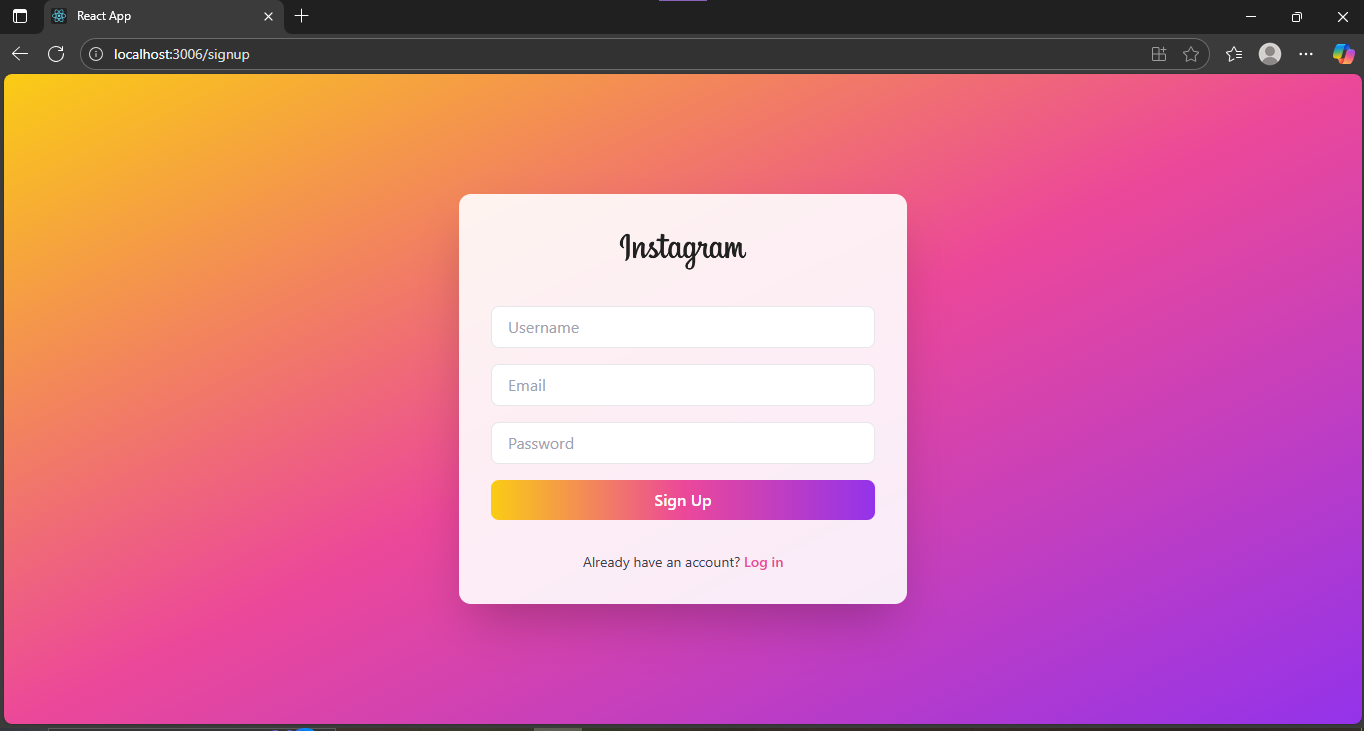 React App
localhost:3006/signup
Instagram
Username
Email
Password
Sign Up
Already have an account? Log in